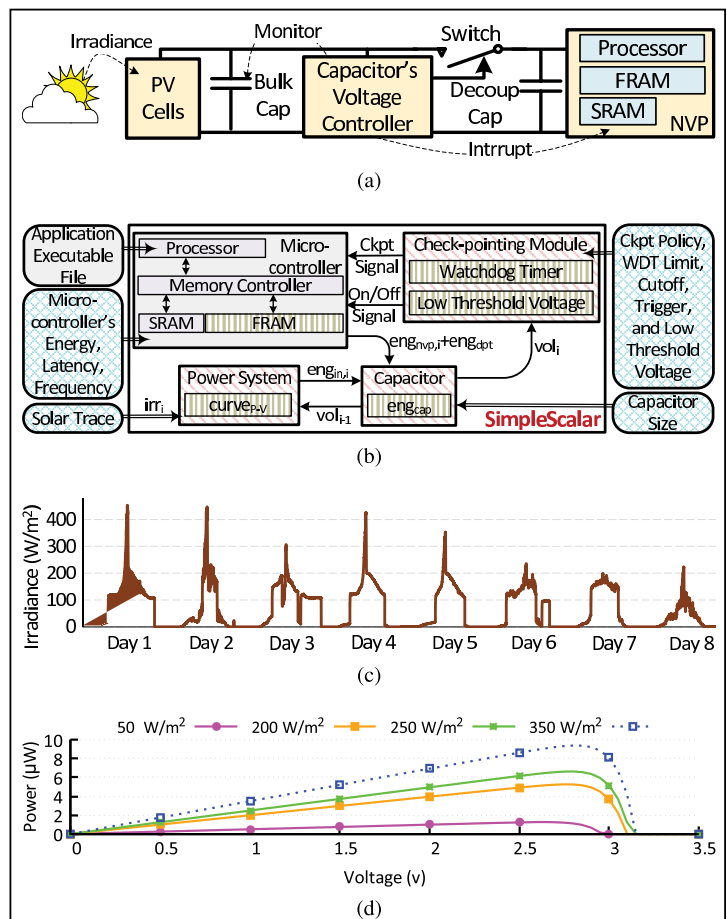 Irradiance
Monitor
Switch
PV
Cells
Bulk
Cap
Capacitor's
Voltage
Controller
Decoup
Cap
Processor
FRAM
SRAM
NVP
Intrrupt
(a)
Application
Executable
File
Processor
Micro-
controller
Memory Controller
SRAM
FRAM
Ckpt
Signal
On/Off
Signal
Check-pointing Module
Watchdog Timer
Low Threshold Voltage
Ckpt Policy,
WDT Limit,
Cutoff,
Trigger,
and Low
Threshold
Voltage
Micro-
controller's
Energy,
Latency,
Frequency
eng_nvp,i+eng_dpt
vol_i
Power System
curve_P-V
eng_in,i
vol_i-1
Capacitor
eng_cap
Solar Trace
irr_i
SimpleScalar
Capacitor
Size
(b)
Irradiance (W/m²)
400
300
200
100
0
Day 1 Day 2 Day 3 Day 4 Day 5 Day 6 Day 7 Day 8
(c)
50 W/m² 200 W/m² 250 W/m² 350 W/m²
Power (µW)
10
8
6
4
2
0
0 0.5 1 1.5 2 2.5 3 3.5
Voltage (v)
(d)